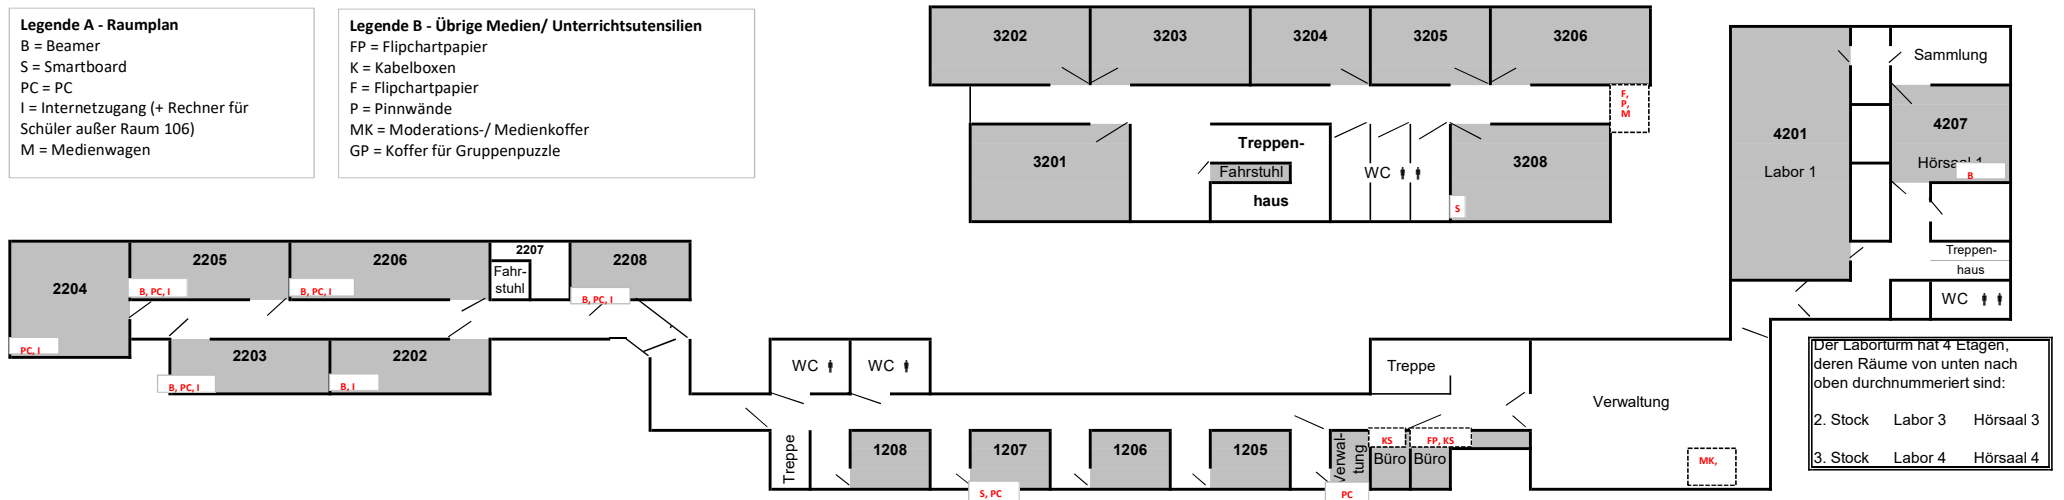 Legende A - Raumplan
B = Beamer
S = Smartboard
PC = PC
I = Internetzugang (+ Rechner für
Schüler außer Raum 106)
M = Medienwagen
Legende B - Übrige Medien/ Unterrichtsutensilien
FP = Flipchartpapier
K = Kabelboxen
F = Flipchartpapier
P = Pinnwände
MK = Moderations-/ Medienkoffer
GP = Koffer für Gruppenpuzzle
3202
3203
3204
3205
3206
F,
P,
M
3201
Treppen-
Fahrstuhl
haus
WC
3208
S
4201
Labor 1
Sammlung
4207
Hörsaal 1
B
Treppen-
haus
WC
2204
PC, I
2205
B, PC, I
2206
B, PC, I
2207
Fahr-
stuhl
2208
B, PC, I
2203
B, PC, I
2202
B, I
WC
WC
Treppe
Verwaltung
Treppe
1208
1207
S, PC
1206
1205
Verwal-
tung
PC
KS
Büro
FP, KS
Büro
MK,
Der Laborturm hat 4 Etagen,
deren Räume von unten nach
oben durchnummeriert sind:
2. Stock Labor 3 Hörsaal 3
3. Stock Labor 4 Hörsaal 4